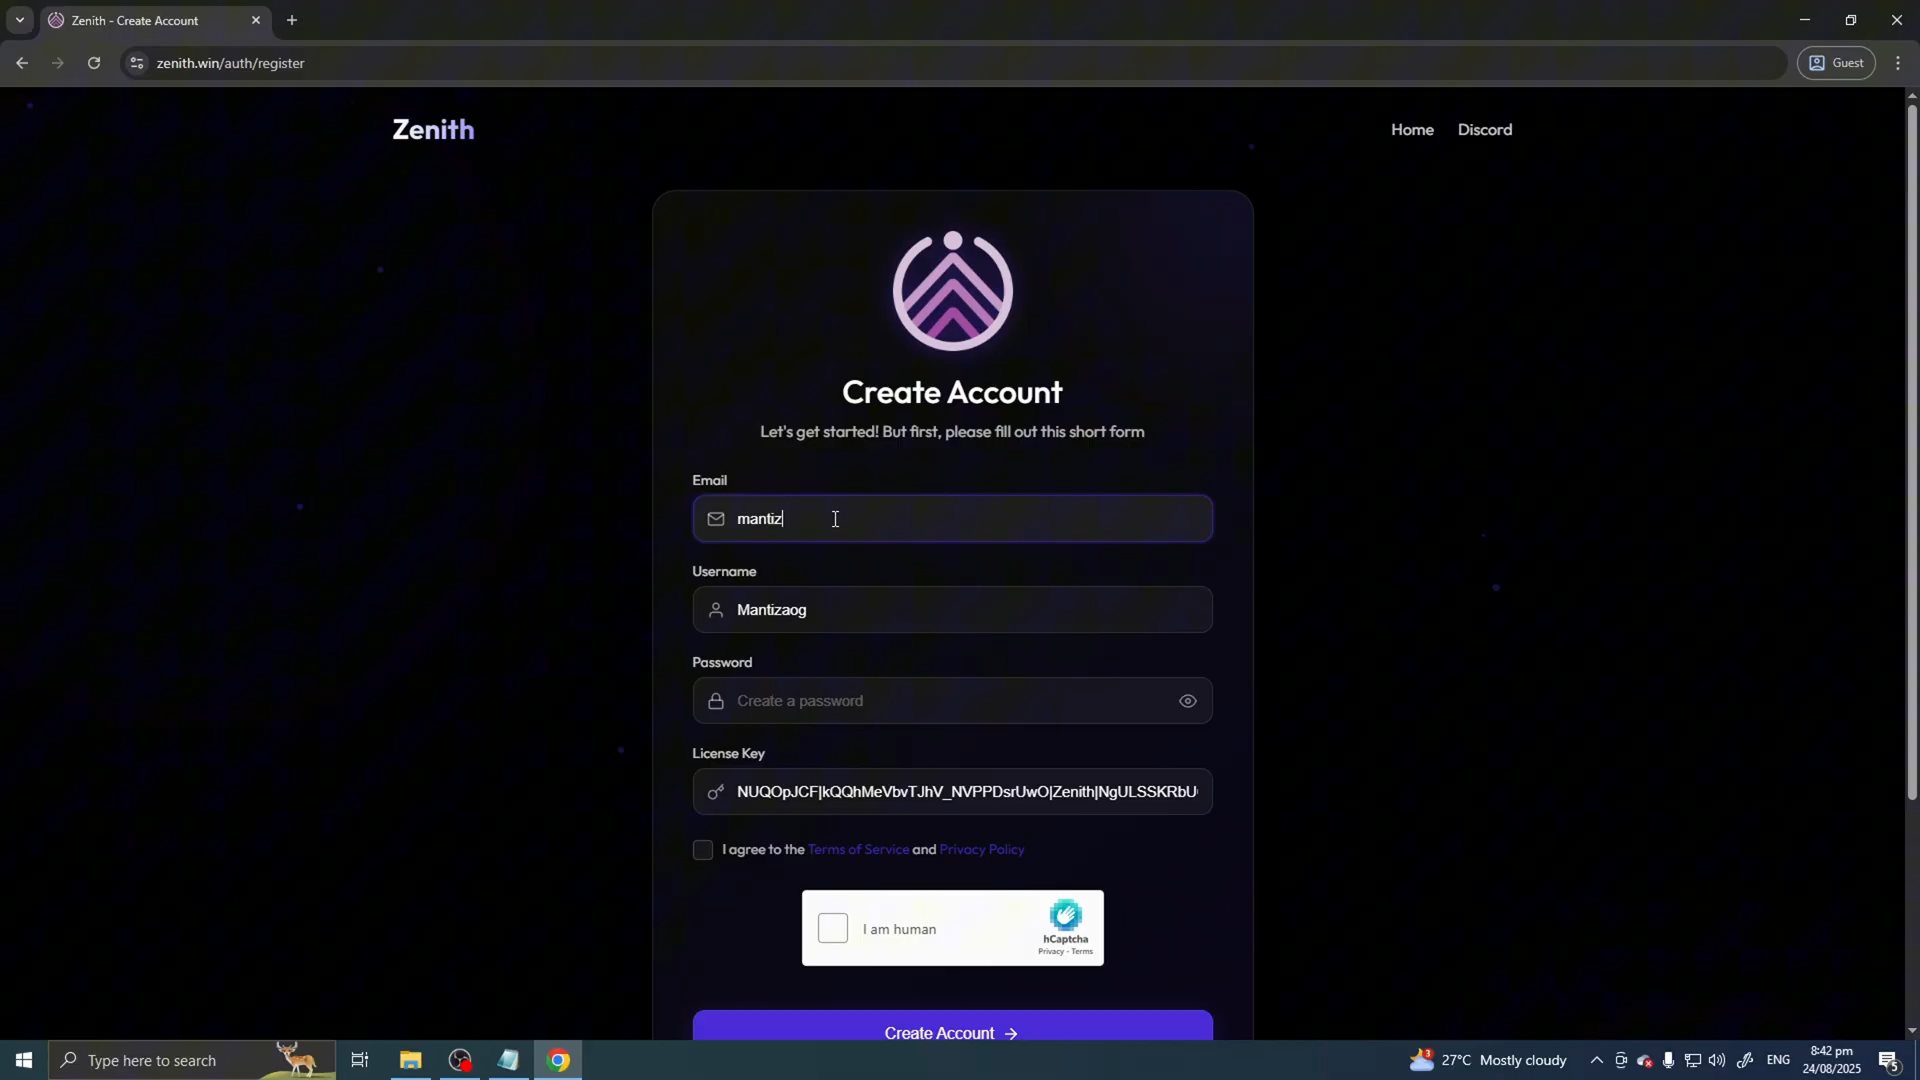 Zenith - Create Account
zenith.win/auth/register
Guest
Zenith
Home
Discord
Create Account
Let's get started! But first, please fill out this short form
Email
mantiz
Username
Mantizaog
Password
Create a password
License Key
NUQOpJCF|kQQhMeVbvTJhV_NVPPDsrUwO|Zenith|NgULSSKRbU
I agree to the Terms of Service and Privacy Policy
I am human
hCaptcha
Privacy - Terms
Create Account →
Type here to search
3
27°C Mostly cloudy
ENG
8:42 pm
24/08/2025
5